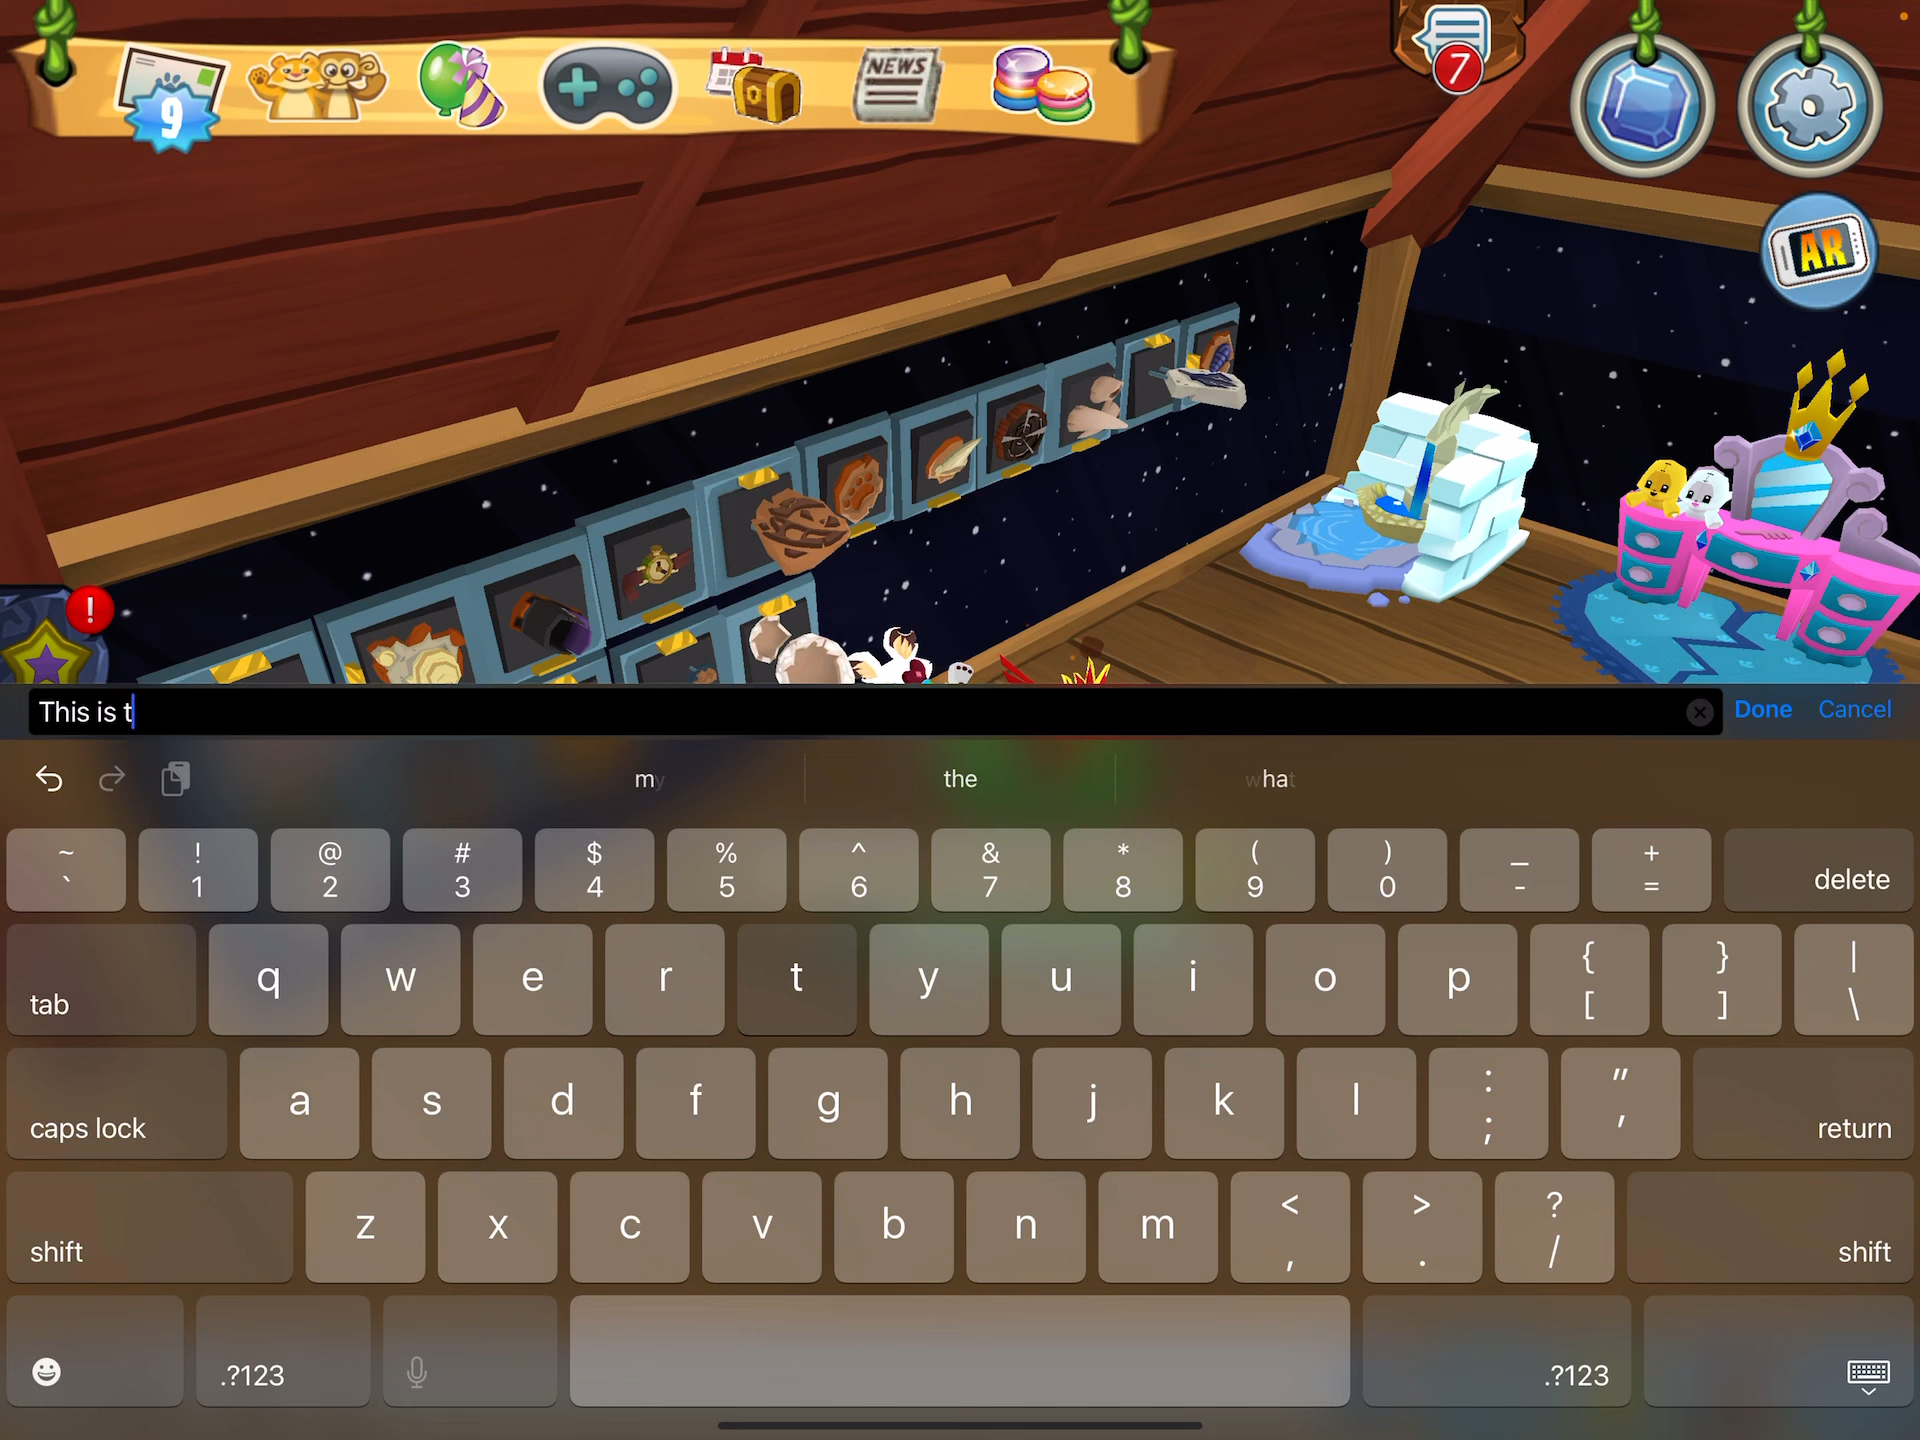 9
NEWS
7
AR
!
This is t
Done Cancel
my the what
~ ! @ # $ % ^ & * ( ) _ +
` 1 2 3 4 5 6 7 8 9 0 - = delete
tab q w e r t y u i o p { [ } ] | \
caps lock a s d f g h j k l : ; " ' return
shift z x c v b n m < , > . ? / shift
.?123 .?123